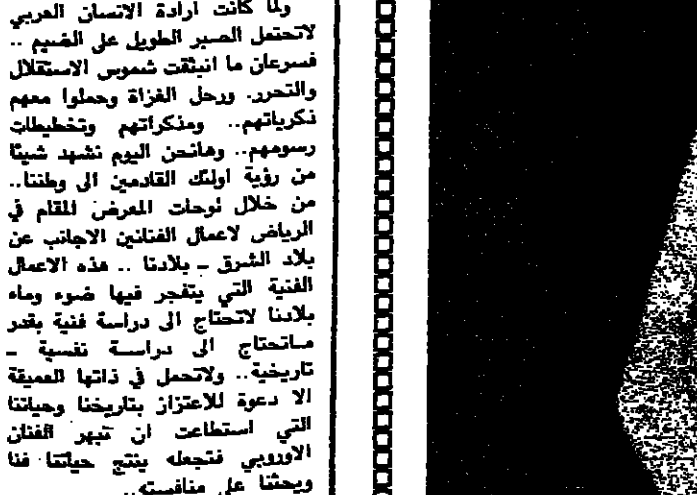 ولما كانت ارادة الانسان العربي
لاتحتمل الصبر الطويل على الضيم ..
فسرعان ما انبثقت شموس الاستقلال
والتحرر. ورحل الغزاة وحملوا معهم
ذكرياتهم.. ومذكراتهم وتخطيطات
رسومهم.. وهانحن اليوم نشهد شيئا
من رؤية اولئك القادمين الى وطننا..
من خلال لوحات المعرض المقام في
الرياض لاعمال الفنانين الاجانب عن
بلاد الشرق ـ بلادنا .. هذه الاعمال
الفنية التي يتفجر فيها ضوء وماء
بلادنا لاتحتاج الى دراسة فنية بقدر
ماتحتاج الى دراسة نفسية ـ
تاريخية.. ولاتحمل في ذاتها العميقة
الا دعوة للاعتزاز بتاريخنا وحياتنا
التي استطاعت ان تبهر الفنان
الاوروبي فتجعله ينتج حياتنا فنا
ويحثنا على منافسته..